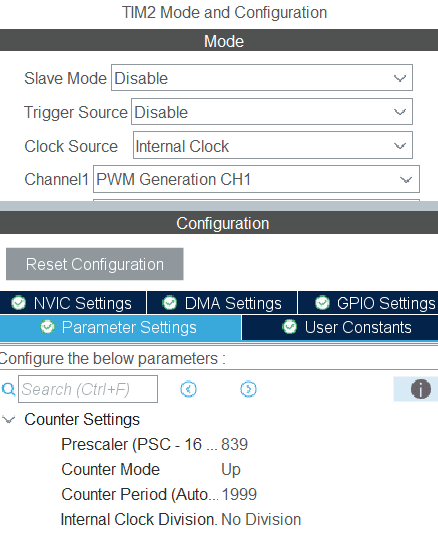 TIM2 Mode and Configuration
Mode
Slave Mode Disable
Trigger Source Disable
Clock Source Internal Clock
Channel1 PWM Generation CH1
Configuration
Reset Configuration
NVIC Settings DMA Settings GPIO Settings
Parameter Settings User Constants
Configure the below parameters :
Search (Ctrl+F)
Counter Settings
Prescaler (PSC - 16 ... 839
Counter Mode Up
Counter Period (Auto... 1999
Internal Clock Division. No Division